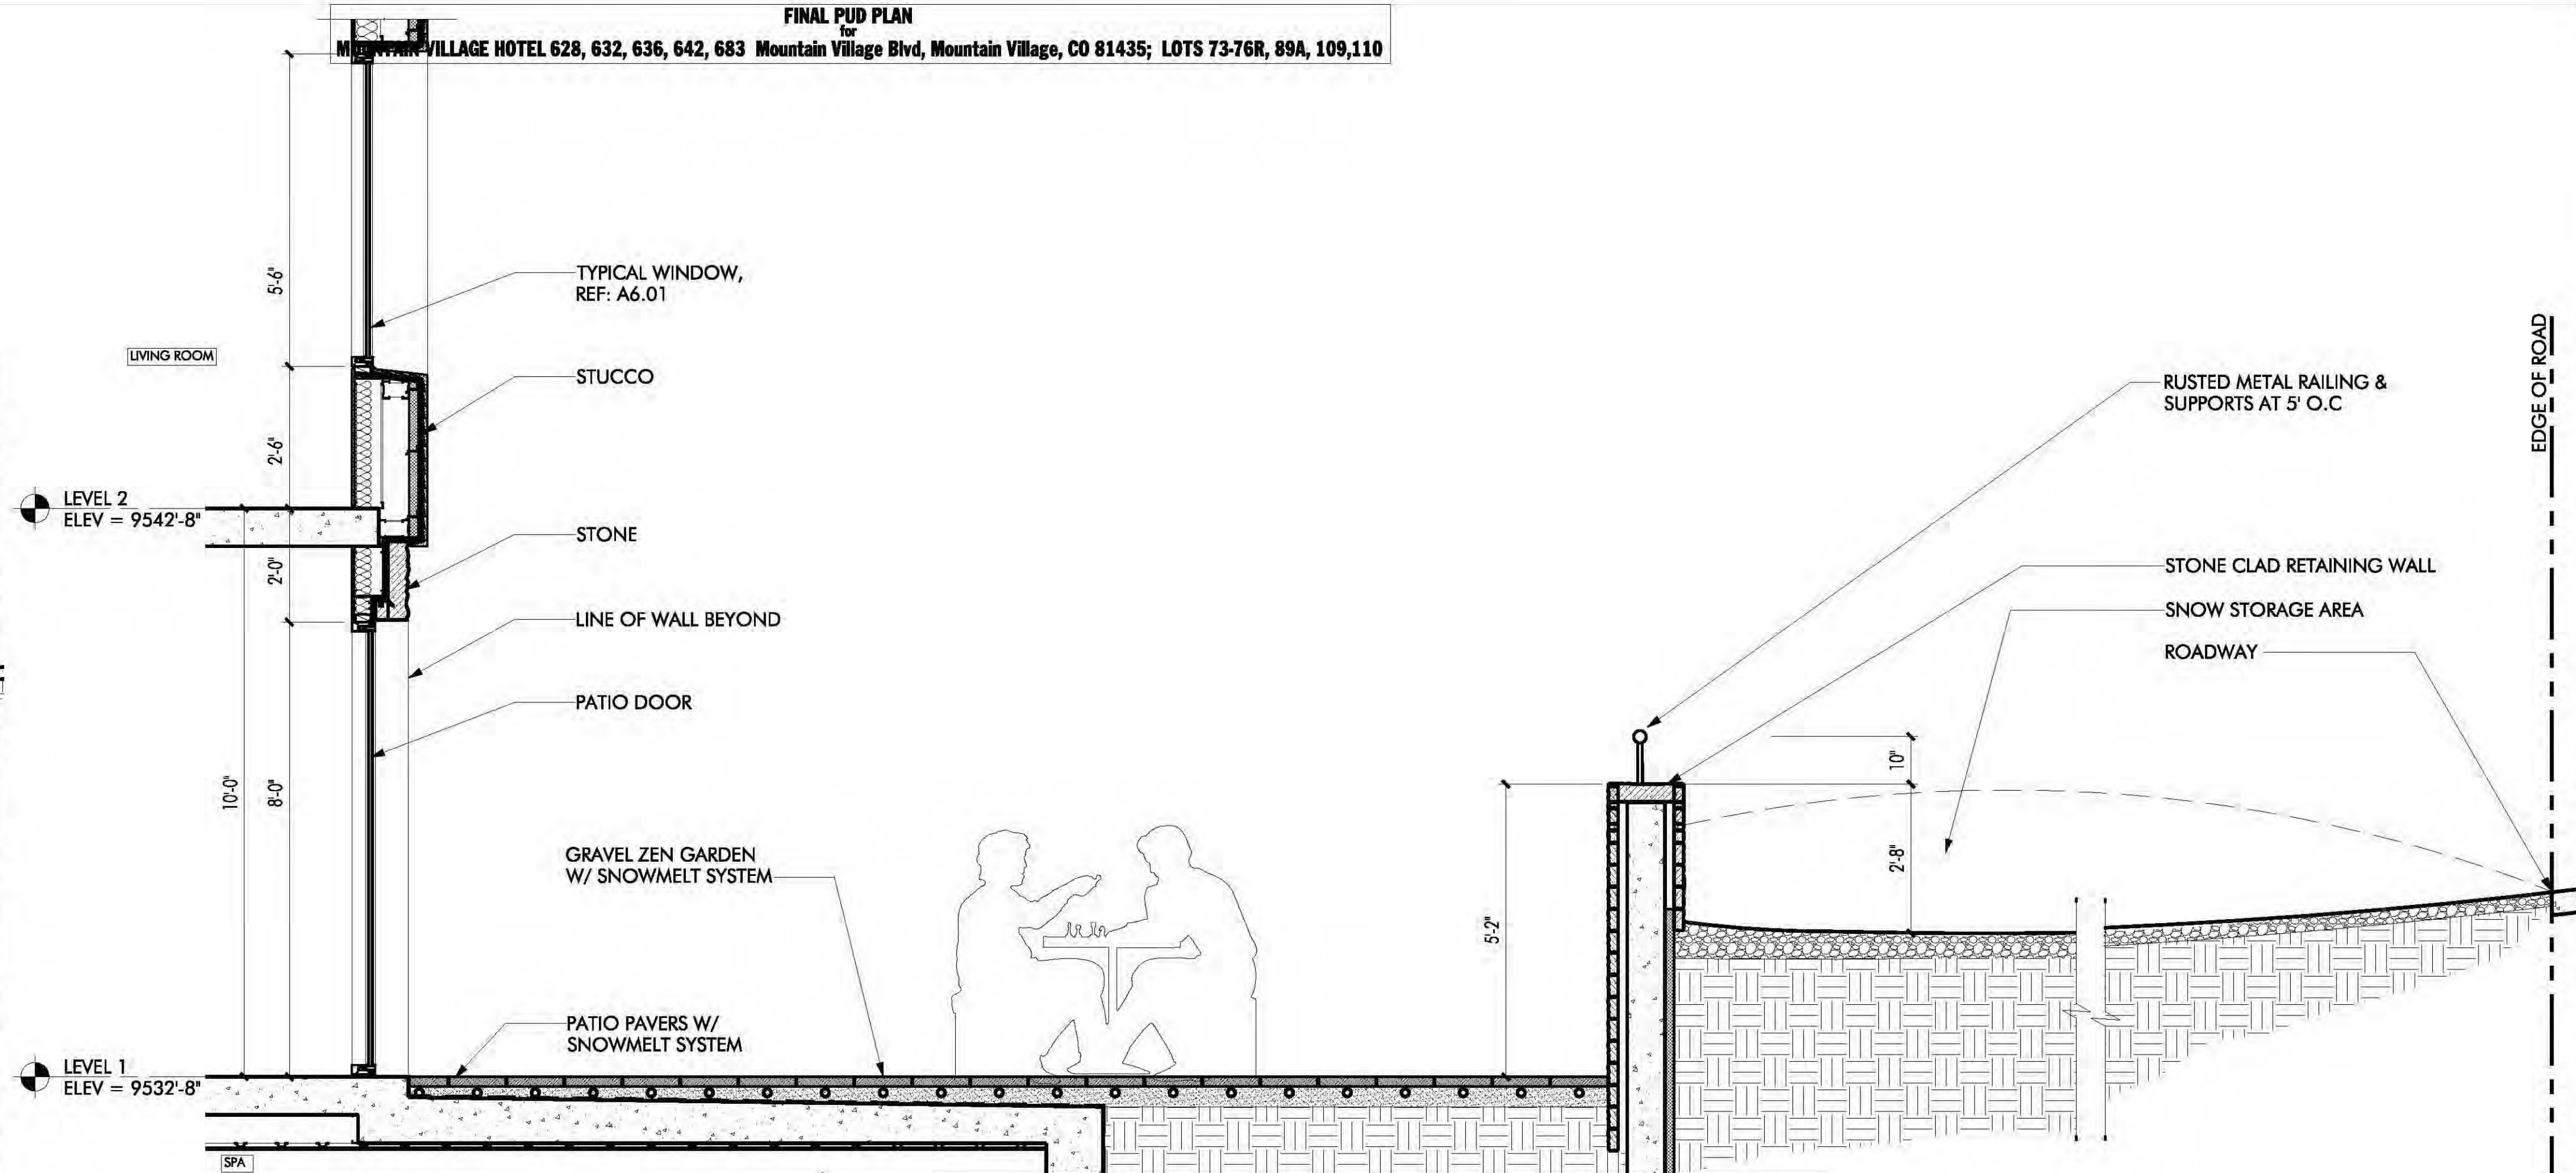 FINAL PUD PLAN
for
MOUNTAIN VILLAGE HOTEL 628, 632, 636, 642, 683 Mountain Village Blvd, Mountain Village, CO 81435; LOTS 73-76R, 89A, 109,110
5'-6"
TYPICAL WINDOW,
REF: A6.01
LIVING ROOM
STUCCO
EDGE OF ROAD
RUSTED METAL RAILING &
SUPPORTS AT 5' O.C
2'-6"
LEVEL 2
ELEV = 9542'-8"
STONE
2'-0"
STONE CLAD RETAINING WALL
SNOW STORAGE AREA
LINE OF WALL BEYOND
ROADWAY
PATIO DOOR
10"
10'-0"
8'-0"
GRAVEL ZEN GARDEN
W/ SNOWMELT SYSTEM
2'-8"
5'-2"
PATIO PAVERS W/
SNOWMELT SYSTEM
LEVEL 1
ELEV = 9532'-8"
SPA